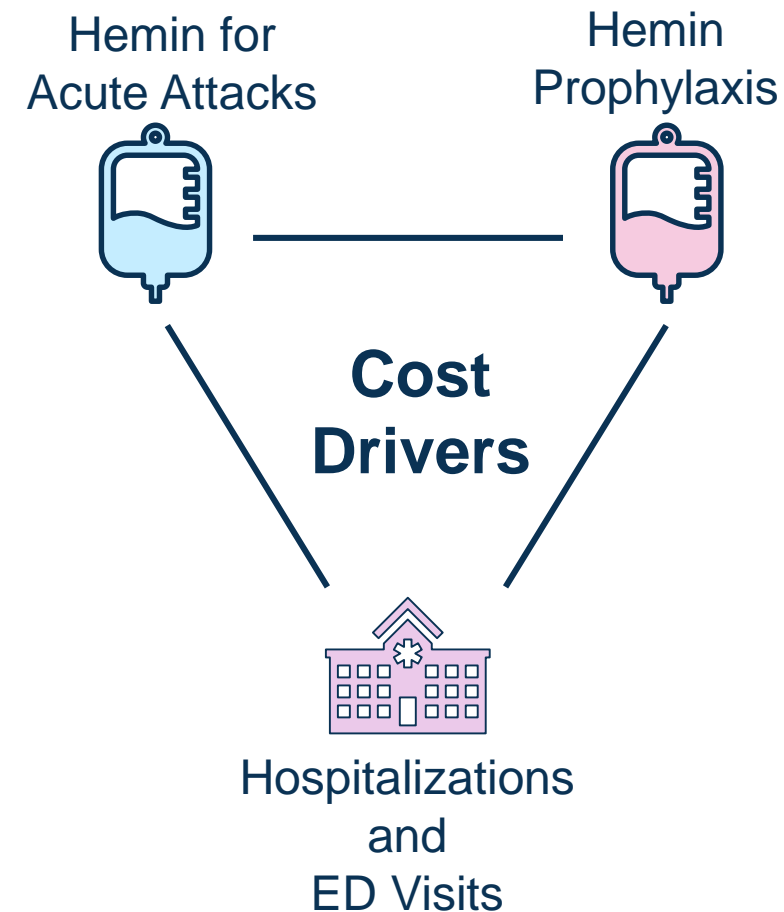 Hemin for
Acute Attacks
Hemin
Prophylaxis
Cost
Drivers
Hospitalizations
and
ED Visits